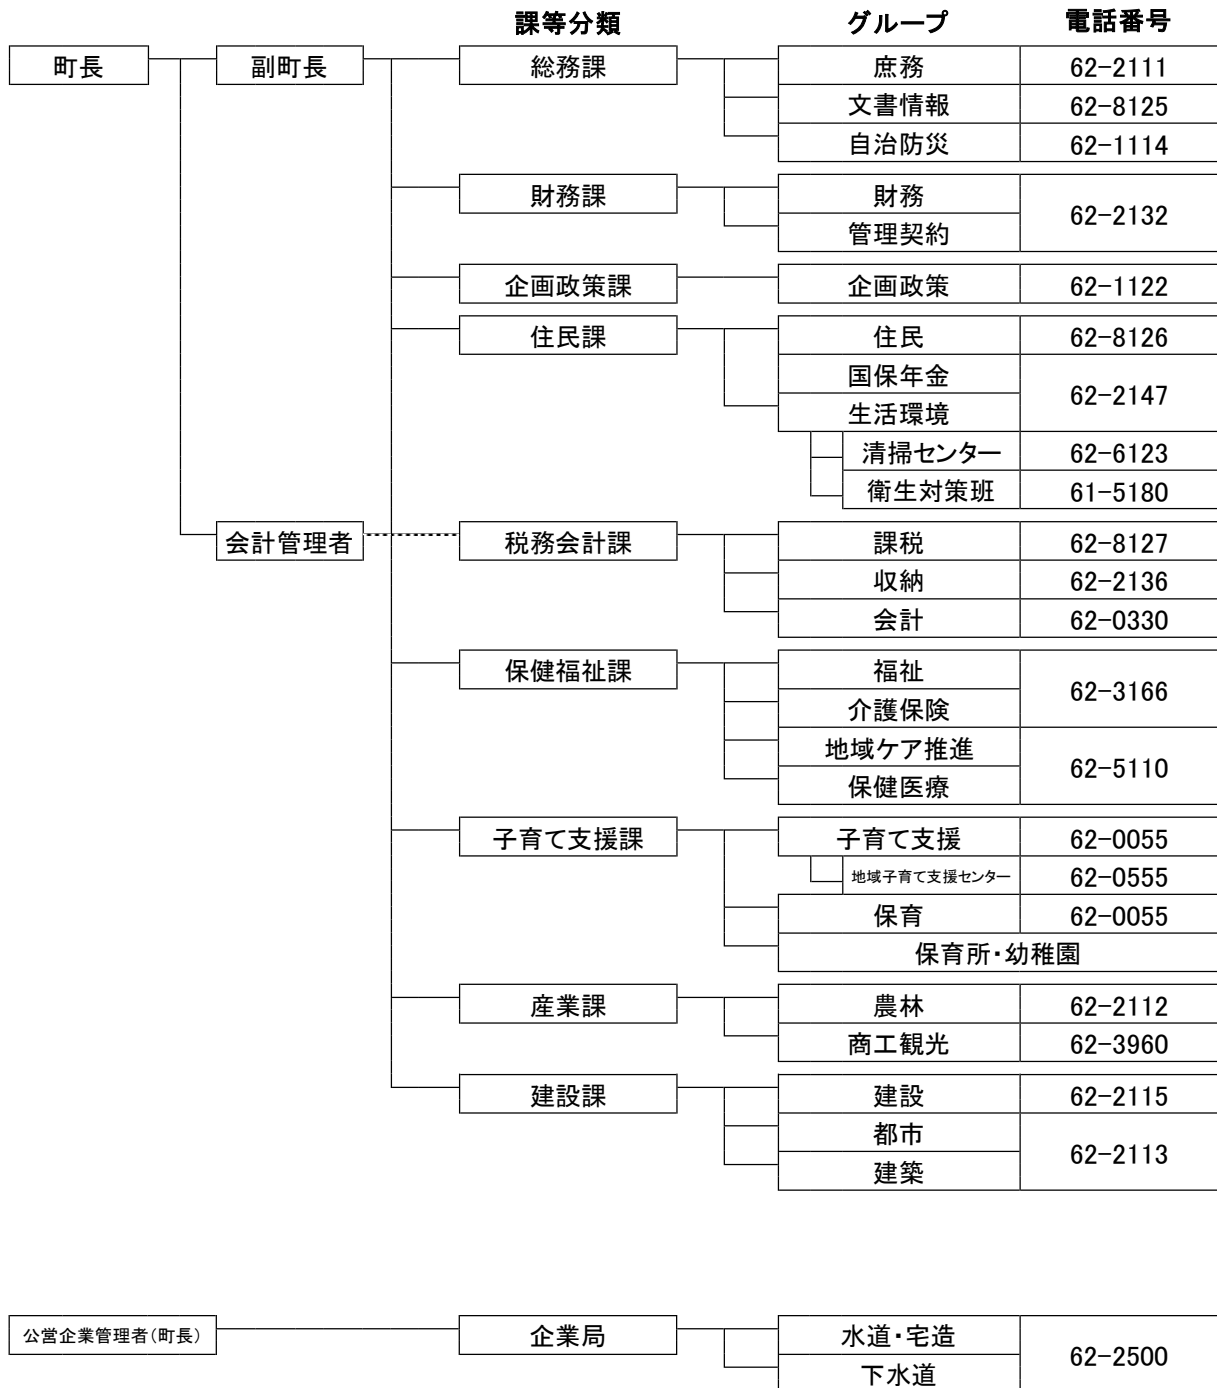 課等分類 グループ 電話番号
町長 副町長 総務課 庶務 62-2111
文書情報 62-8125
自治防災 62-1114
財務課 財務 62-2132
管理契約
企画政策課 企画政策 62-1122
住民課 住民 62-8126
国保年金 62-2147
生活環境
清掃センター 62-6123
衛生対策班 61-5180
会計管理者 税務会計課 課税 62-8127
収納 62-2136
会計 62-0330
保健福祉課 福祉 62-3166
介護保険
地域ケア推進 62-5110
保健医療
子育て支援課 子育て支援 62-0055
地域子育て支援センター 62-0555
保育 62-0055
保育所・幼稚園
産業課 農林 62-2112
商工観光 62-3960
建設課 建設 62-2115
都市 62-2113
建築
公営企業管理者(町長) 企業局 水道・宅造 62-2500
下水道